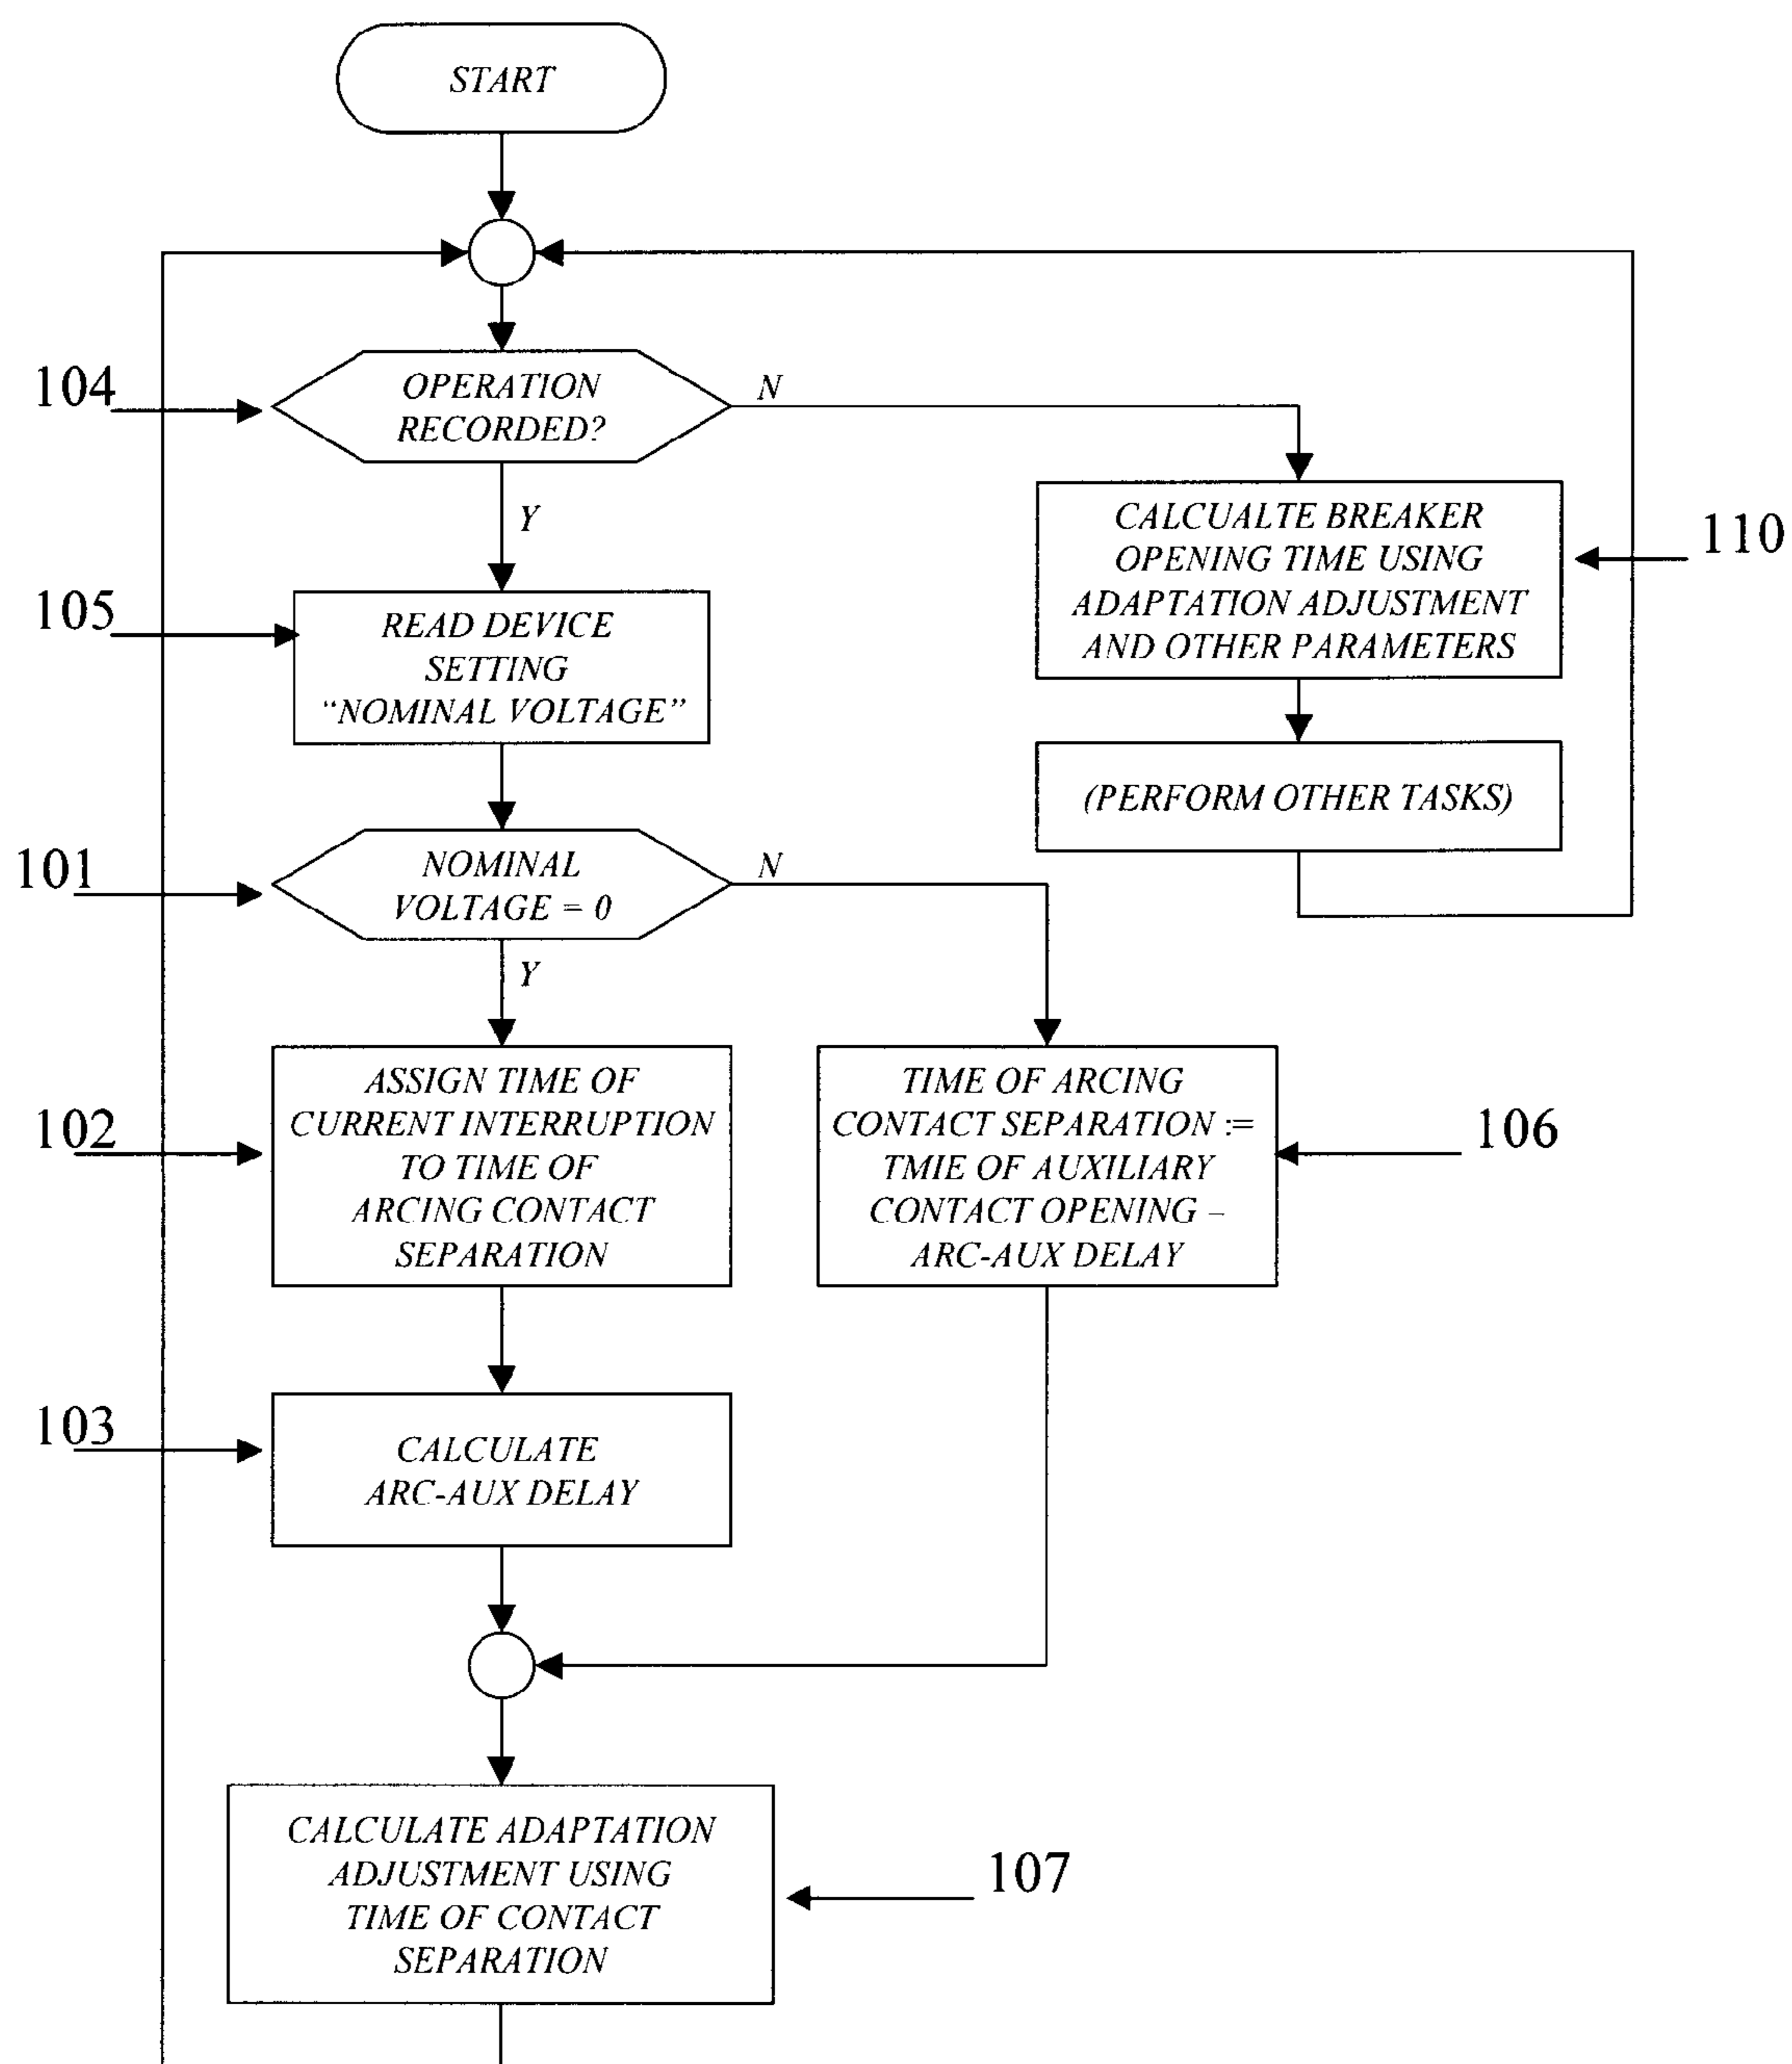 START
104
OPERATION
RECORDED?
N
Y
CALCUALTE BREAKER
OPENING TIME USING
ADAPTATION ADJUSTMENT
AND OTHER PARAMETERS
110
105
READ DEVICE
SETTING
“NOMINAL VOLTAGE”
(PERFORM OTHER TASKS)
101
NOMINAL
VOLTAGE = 0
N
Y
102
ASSIGN TIME OF
CURRENT INTERRUPTION
TO TIME OF
ARCING CONTACT
SEPARATION
TIME OF ARCING
CONTACT SEPARATION :=
TMIE OF AUXILIARY
CONTACT OPENING –
ARC-AUX DELAY
106
103
CALCULATE
ARC-AUX DELAY
CALCULATE ADAPTATION
ADJUSTMENT USING
TIME OF CONTACT
SEPARATION
107